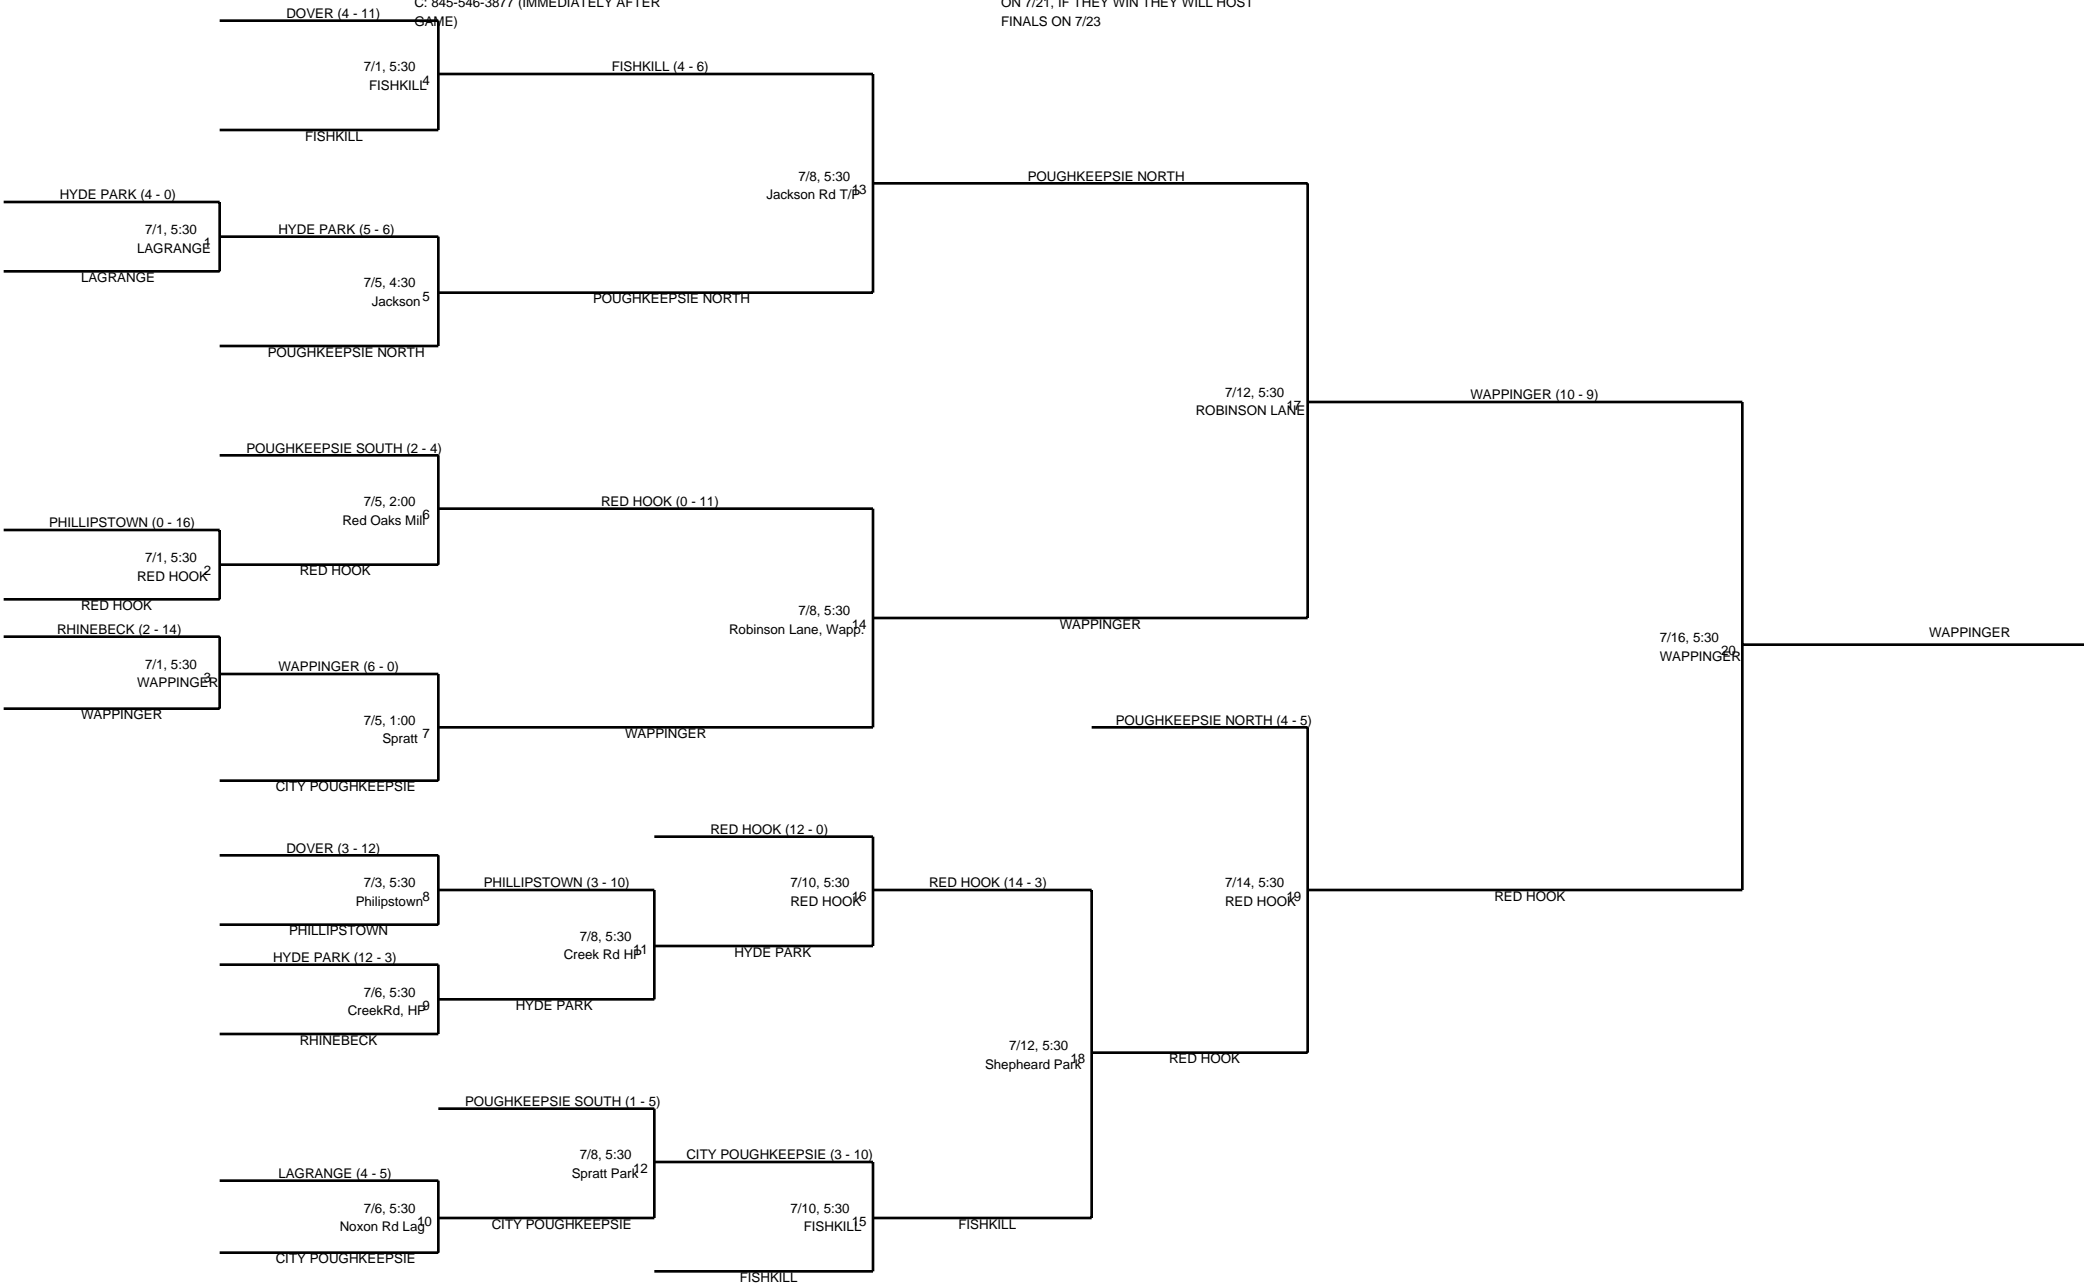 C: 845-546-3877 (IMMEDIATELY AFTER
GAME)
ON 7/21, IF THEY WIN THEY WILL HOST
FINALS ON 7/23
DOVER (4 - 11)
7/1, 5:30
FISHKILL 4
FISHKILL
FISHKILL (4 - 6)
HYDE PARK (4 - 0)
7/1, 5:30
LAGRANGE 1
LAGRANGE
HYDE PARK (5 - 6)
7/5, 4:30
Jackson 5
POUGHKEEPSIE NORTH
POUGHKEEPSIE NORTH
7/8, 5:30
Jackson Rd T/P 13
POUGHKEEPSIE NORTH
POUGHKEEPSIE SOUTH (2 - 4)
7/5, 2:00
Red Oaks Mill 6
PHILLIPSTOWN (0 - 16)
7/1, 5:30
RED HOOK 2
RED HOOK
RED HOOK
RED HOOK (0 - 11)
RHINEBECK (2 - 14)
7/1, 5:30
WAPPINGER 3
WAPPINGER
WAPPINGER (6 - 0)
7/5, 1:00
Spratt 7
CITY POUGHKEEPSIE
WAPPINGER
7/8, 5:30
Robinson Lane, Wapp. 14
WAPPINGER
7/12, 5:30
ROBINSON LANE 17
WAPPINGER (10 - 9)
7/16, 5:30
WAPPINGER 20
WAPPINGER
POUGHKEEPSIE NORTH (4 - 5)
7/14, 5:30
RED HOOK 19
RED HOOK
DOVER (3 - 12)
7/3, 5:30
Philipstown 8
PHILLIPSTOWN
PHILLIPSTOWN (3 - 10)
HYDE PARK (12 - 3)
7/6, 5:30
CreekRd, HP 9
RHINEBECK
HYDE PARK
7/8, 5:30
Creek Rd HP 11
RED HOOK (12 - 0)
7/10, 5:30
RED HOOK 16
HYDE PARK
RED HOOK (14 - 3)
7/12, 5:30
Shepheard Park 18
RED HOOK
POUGHKEEPSIE SOUTH (1 - 5)
7/8, 5:30
Spratt Park 12
LAGRANGE (4 - 5)
7/6, 5:30
Noxon Rd Lag 10
CITY POUGHKEEPSIE
CITY POUGHKEEPSIE
CITY POUGHKEEPSIE (3 - 10)
7/10, 5:30
FISHKILL 15
FISHKILL
FISHKILL